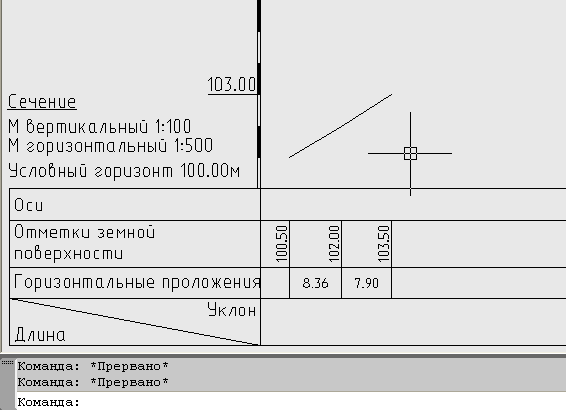 103.00
Сечение
М вертикальный 1:100
М горизонтальный 1:500
Условный горизонт 100.00м
Оси
Отметки земной
поверхности
100.50
102.00
103.50
Горизонтальные проложения
8.36
7.90
Уклон
Длина
Команда: *Прервано*
Команда: *Прервано*
Команда: